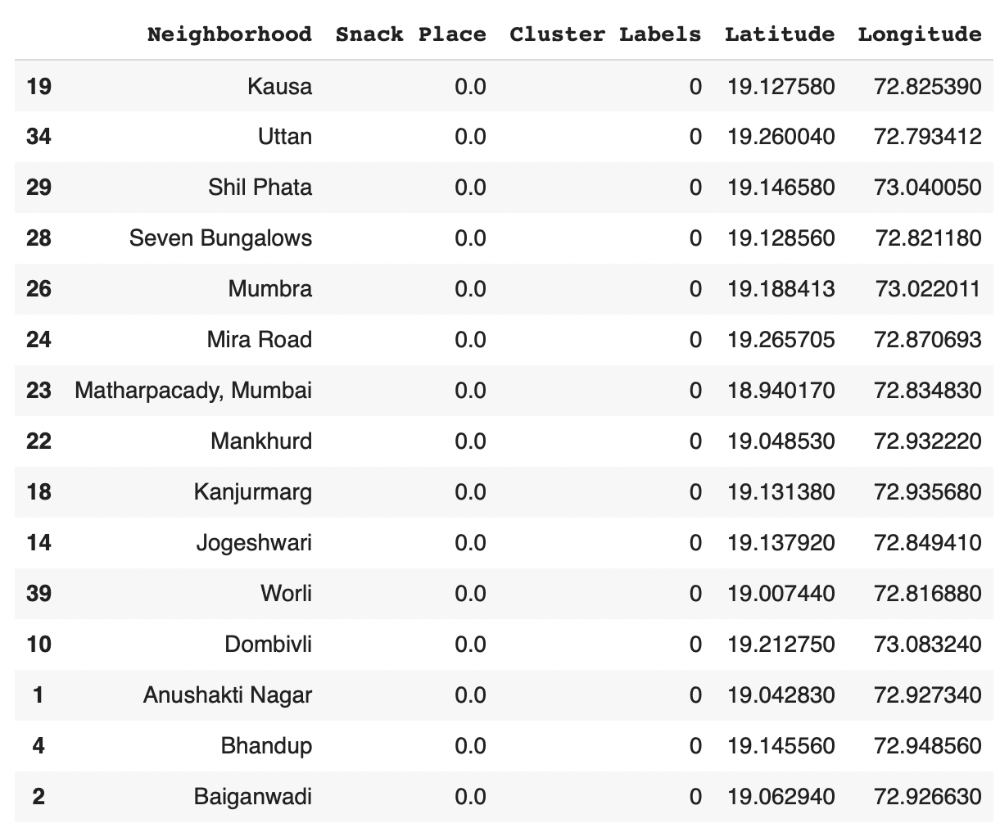 Neighborhood Snack Place Cluster Labels Latitude Longitude
19 Kausa 0.0 0 19.127580 72.825390
34 Uttan 0.0 0 19.260040 72.793412
29 Shil Phata 0.0 0 19.146580 73.040050
28 Seven Bungalows 0.0 0 19.128560 72.821180
26 Mumbra 0.0 0 19.188413 73.022011
24 Mira Road 0.0 0 19.265705 72.870693
23 Matharpacady, Mumbai 0.0 0 18.940170 72.834830
22 Mankhurd 0.0 0 19.048530 72.932220
18 Kanjurmarg 0.0 0 19.131380 72.935680
14 Jogeshwari 0.0 0 19.137920 72.849410
39 Worli 0.0 0 19.007440 72.816880
10 Dombivli 0.0 0 19.212750 73.083240
1 Anushakti Nagar 0.0 0 19.042830 72.927340
4 Bhandup 0.0 0 19.145560 72.948560
2 Baiganwadi 0.0 0 19.062940 72.926630